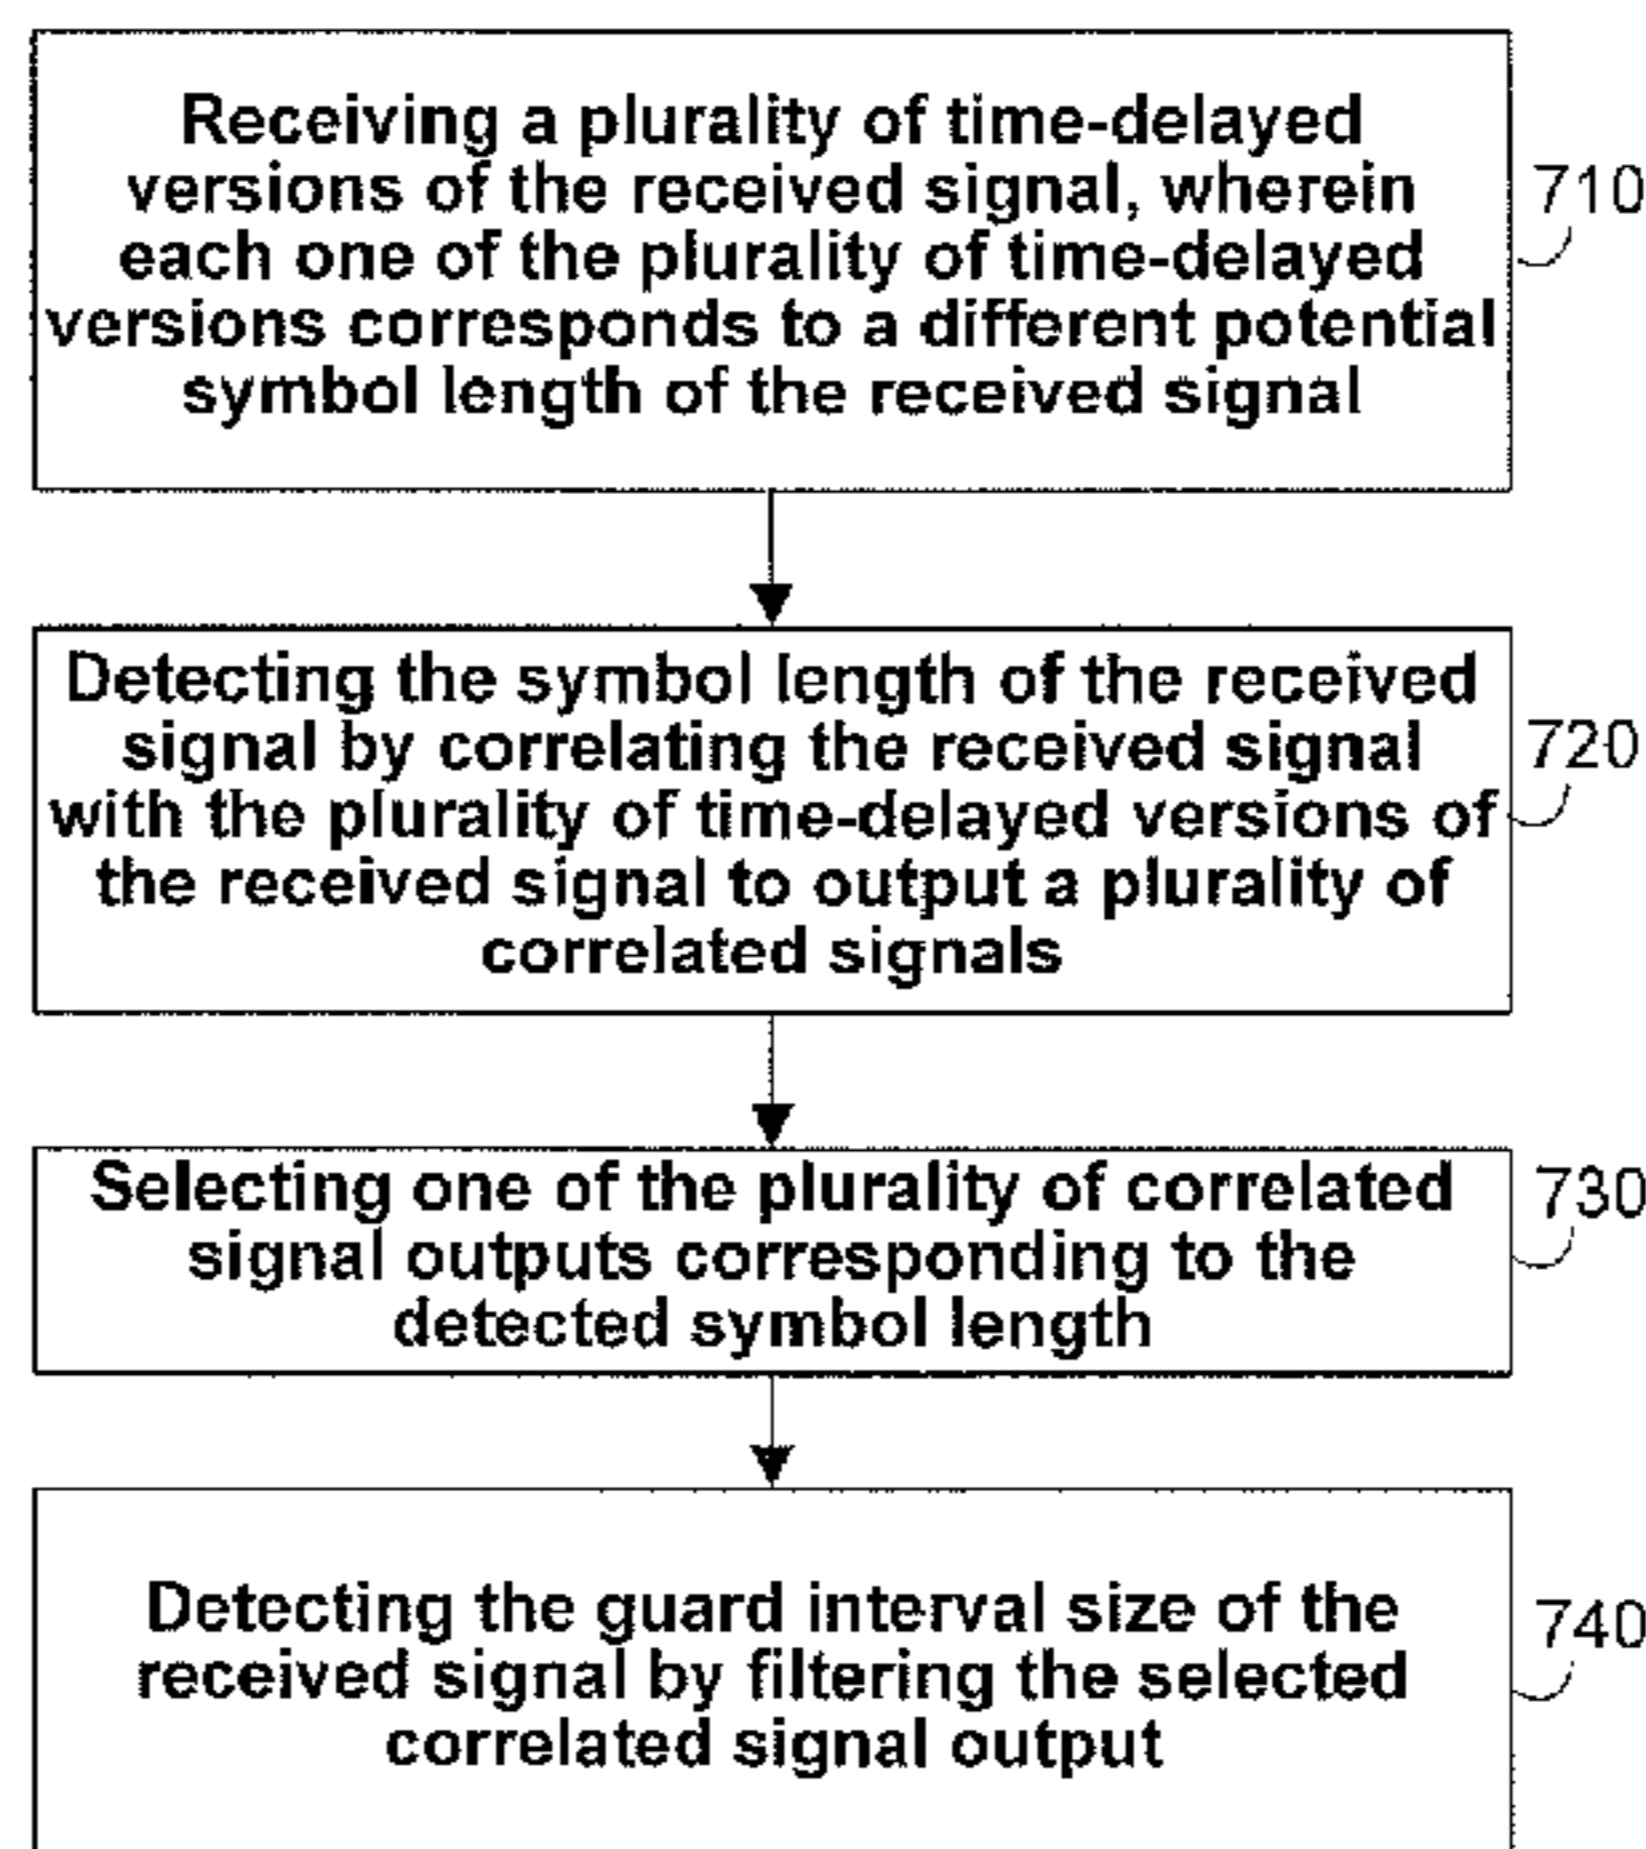 Receiving a plurality of time-delayed
versions of the received signal, wherein
each one of the plurality of time-delayed
versions corresponds to a different potential
symbol length of the received signal
710
Detecting the symbol length of the received
signal by correlating the received signal
with the plurality of time-delayed versions of
the received signal to output a plurality of
correlated signals
720
Selecting one of the plurality of correlated
signal outputs corresponding to the
detected symbol length
730
Detecting the guard interval size of the
received signal by filtering the selected
correlated signal output
740